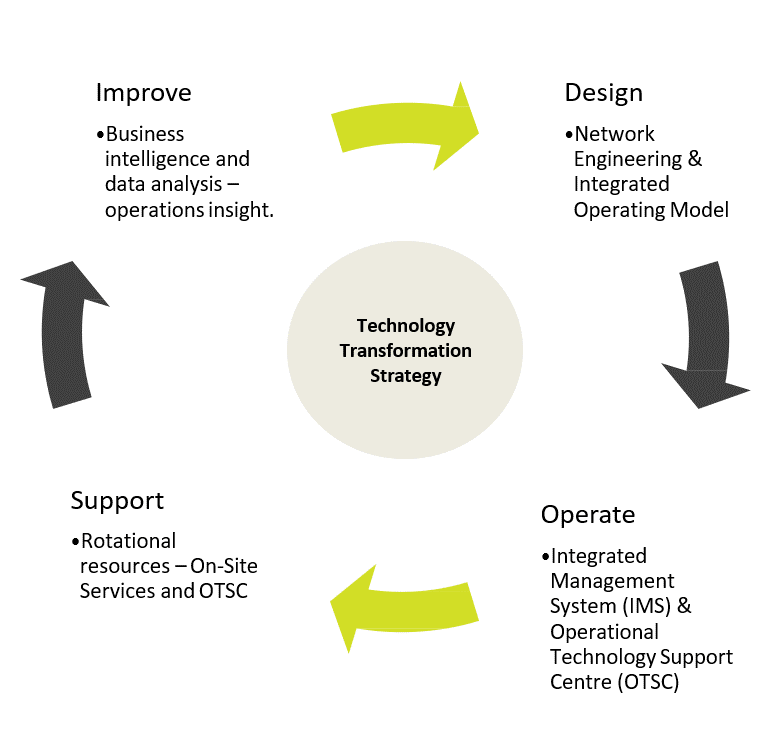 Improve
•Business
intelligence and
data analysis –
operations insight.
Design
•Network
Engineering &
Integrated
Operating Model
Technology
Transformation
Strategy
Support
•Rotational
resources – On-Site
Services and OTSC
Operate
•Integrated
Management
System (IMS) &
Operational
Technology Support
Centre (OTSC)